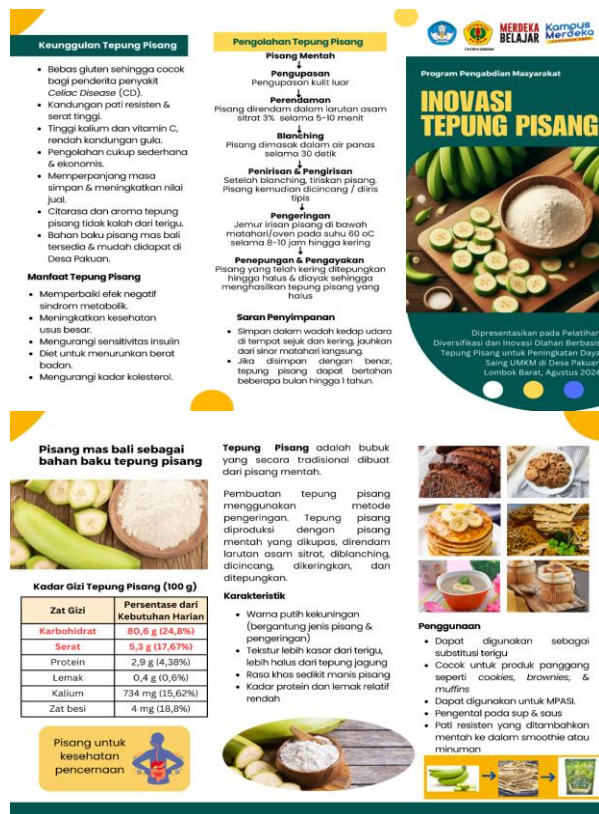 Keunggulan Tepung Pisang
• Bebas gluten sehingga cocok
bagi penderita penyakit
Celiac Disease (CD).
• Kandungan pati resisten &
serat tinggi.
• Tinggi kalium dan vitamin C,
rendah kandungan gula.
• Pengolahan cukup sederhana
& ekonomis.
• Memperpanjang masa
simpan & meningkatkan nilai
jual.
• Citarasa dan aroma tepung
pisang tidak kalah dari terigu.
• Bahan baku pisang mas bali
tersedia & mudah didapat di
Desa Pakuan.
Manfaat Tepung Pisang
• Memperbaiki efek negatif
sindrom metabolik.
• Meningkatkan kesehatan
usus besar.
• Mengurangi sensitivitas insulin
• Diet untuk menurunkan berat
badan.
• Mengurangi kadar kolesterol.
Pengolahan Tepung Pisang
Pisang Mentah
↓
Pengupasan
Pengupasan kulit luar
↓
Perendaman
Pisang direndam dalam larutan asam
sitrat 3% selama 5-10 menit
↓
Blanching
Pisang dimasak dalam air panas
selama 30 detik
↓
Penirisan & Pengirisan
Setelah blanching, tiriskan pisang.
Pisang kemudian dicincang / diiris
tipis
↓
Pengeringan
Jemur irisan pisang di bawah
matahari/oven pada suhu 60 oC
selama 8-10 jam hingga kering
↓
Penepungan & Pengayakan
Pisang yang telah kering ditepungkan
hingga halus & diayak sehingga
menghasilkan tepung pisang yang
halus
Saran Penyimpanan
• Simpan dalam wadah kedap udara
di tempat sejuk dan kering, jauhkan
dari sinar matahari langsung.
• Jika disimpan dengan benar,
tepung pisang dapat bertahan
beberapa bulan hingga 1 tahun.
MERDEKA
BELAJAR
Kampus
Merdeka
Program Pengabdian Masyarakat
INOVASI
TEPUNG PISANG
Dipresentasikan pada Pelatihan
Diversifikasi dan Inovasi Olahan Berbasis
Tepung Pisang untuk Peningkatan Daya
Saing UMKM di Desa Pakuan
Lombok Barat, Agustus 2024
Pisang mas bali sebagai
bahan baku tepung pisang
Kadar Gizi Tepung Pisang (100 g)
Zat Gizi Persentase dari Kebutuhan Harian
Karbohidrat 80,6 g (24,8%)
Serat 5,3 g (17,67%)
Protein 2,9 g (4,38%)
Lemak 0,4 g (0,6%)
Kalium 734 mg (15,62%)
Zat besi 4 mg (18,8%)
Pisang untuk
kesehatan
pencernaan
Tepung Pisang adalah bubuk
yang secara tradisional dibuat
dari pisang mentah.
Pembuatan tepung pisang
menggunakan metode
pengeringan. Tepung pisang
diproduksi dengan pisang
mentah yang dikupas, direndam
larutan asam sitrat, diblanching,
dicincang, dikeringkan, dan
ditepungkan.
Karakteristik
• Warna putih kekuningan
(bergantung jenis pisang &
pengeringan)
• Tekstur lebih kasar dari terigu,
lebih halus dari tepung jagung
• Rasa khas sedikit manis pisang
• Kadar protein dan lemak relatif
rendah
Penggunaan
• Dapat digunakan sebagai
substitusi terigu
• Cocok untuk produk panggang
seperti cookies, brownies, &
muffins
• Dapat digunakan untuk MPASI.
• Pengental pada sup & saus
• Pati resisten yang ditambahkan
mentah ke dalam smoothie atau
minuman